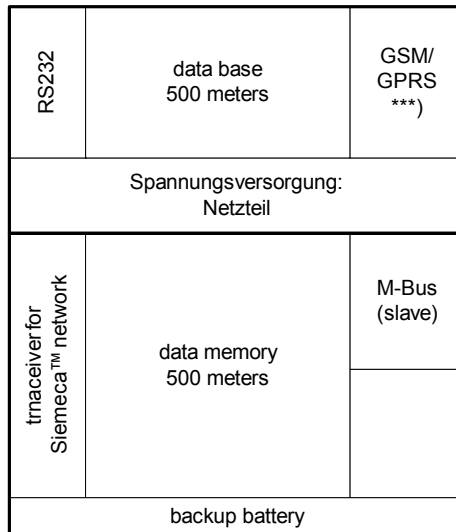 RS232
data base
500 meters
GSM/
GPRS
***)
Spannungsversorgung:
Netzteil
trnaceiver for
Siemeca™ network
data memory
500 meters
M-Bus
(slave)
backup battery